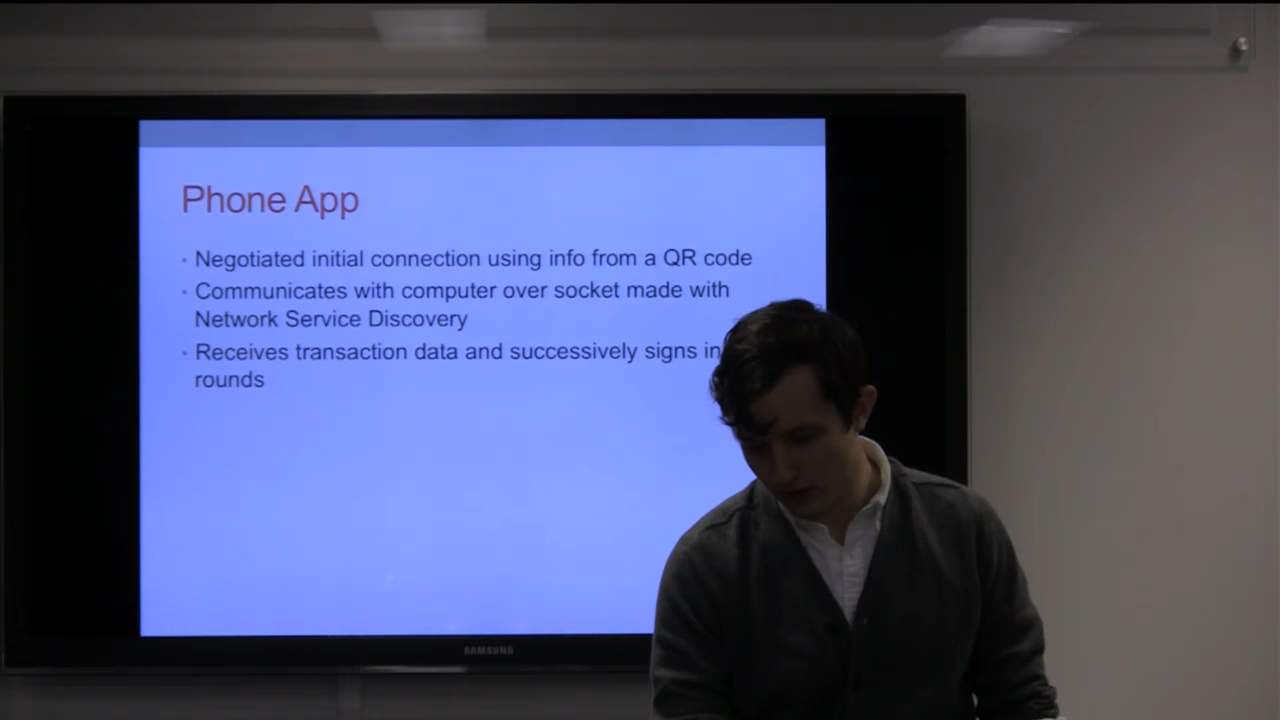 Phone App
· Negotiated initial connection using info from a QR code
· Communicates with computer over socket made with
Network Service Discovery
· Receives transaction data and successively signs in
rounds
SAMSUNG